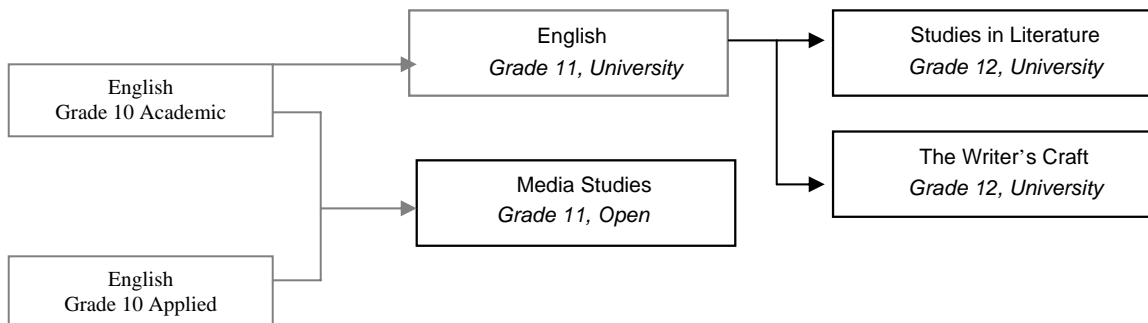 English
Grade 10 Academic
English
Grade 10 Applied
English
Grade 11, University
Media Studies
Grade 11, Open
Studies in Literature
Grade 12, University
The Writer’s Craft
Grade 12, University